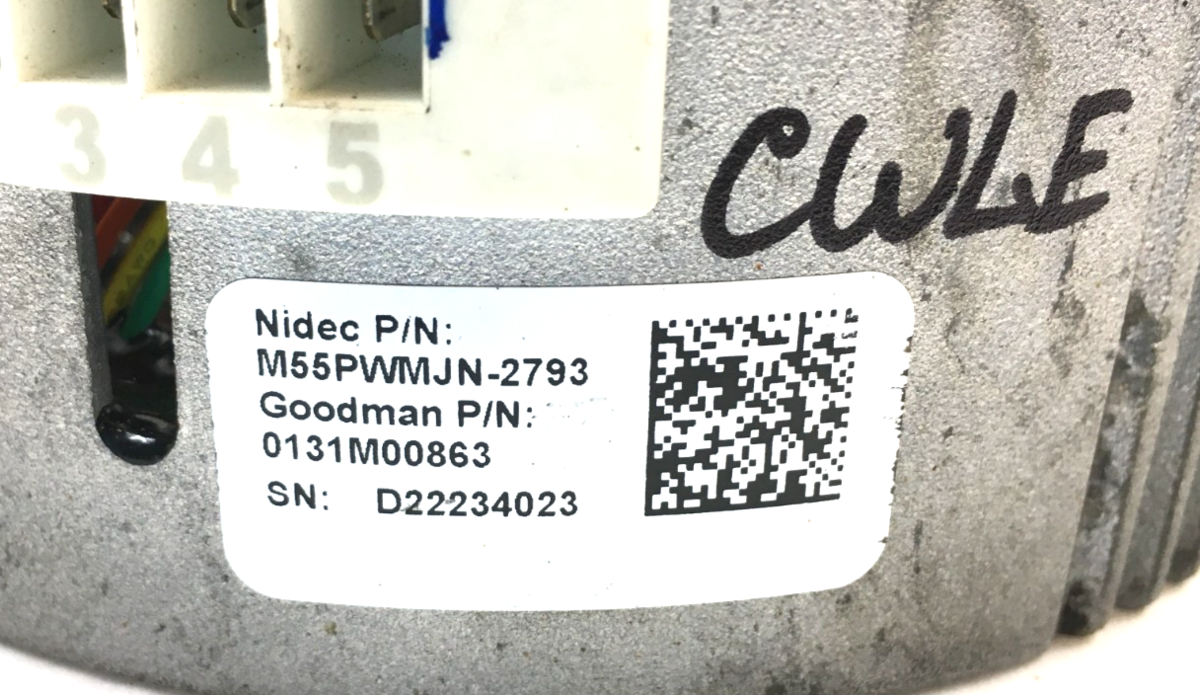 3 4 5
CWLE
Nidec P/N:
M55PWMJN-2793
Goodman P/N:
0131M00863
SN: D22234023